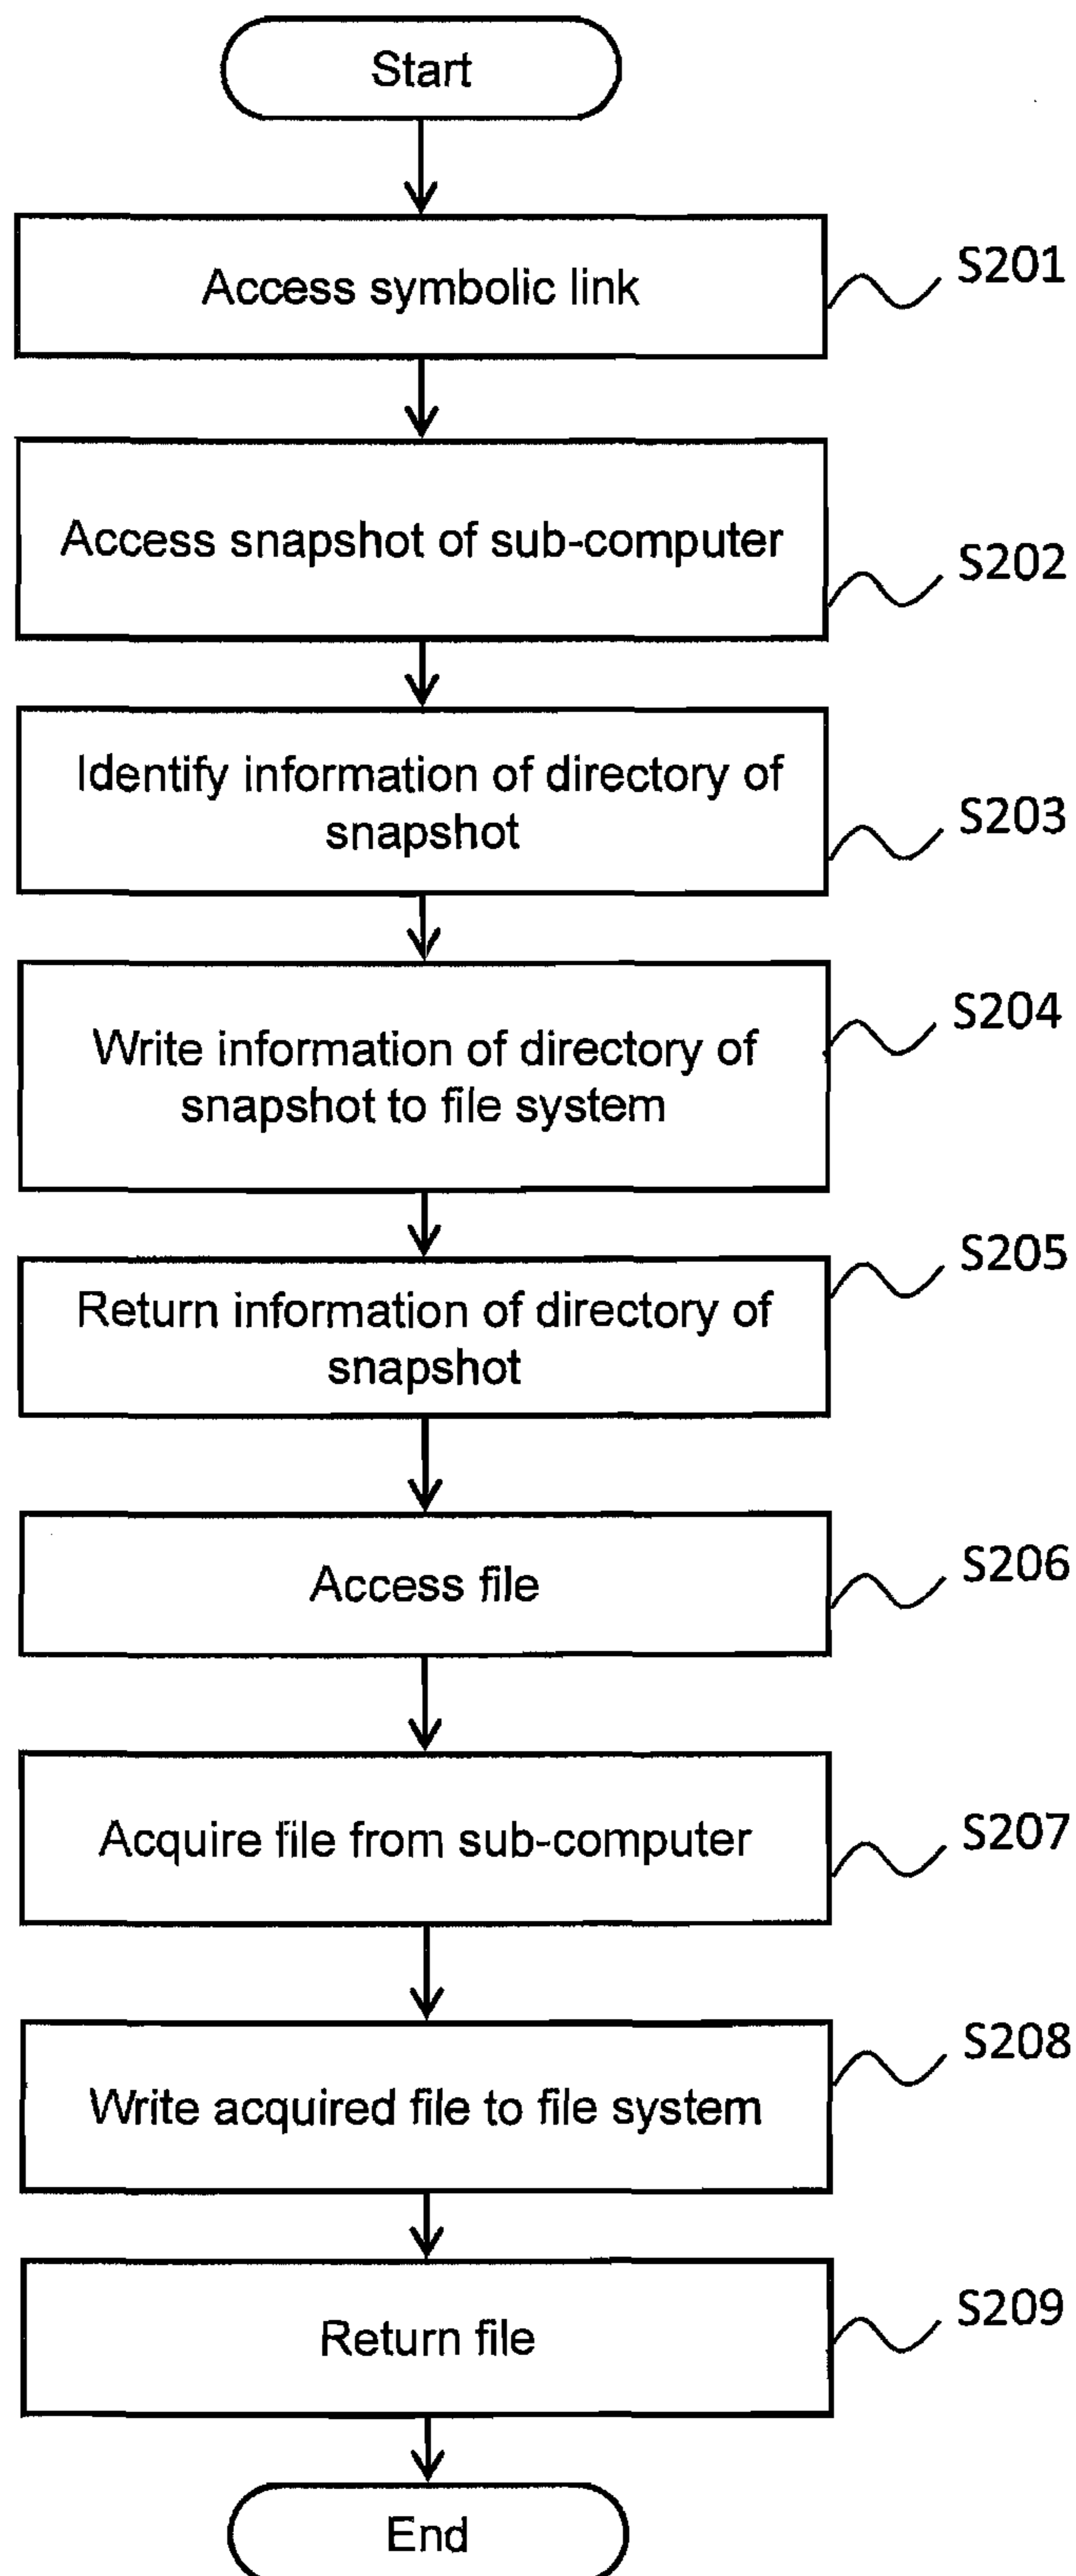 Start
Access symbolic link
S201
Access snapshot of sub-computer
S202
Identify information of directory of
snapshot
S203
Write information of directory of
snapshot to file system
S204
Return information of directory of
snapshot
S205
Access file
S206
Acquire file from sub-computer
S207
Write acquired file to file system
S208
Return file
S209
End